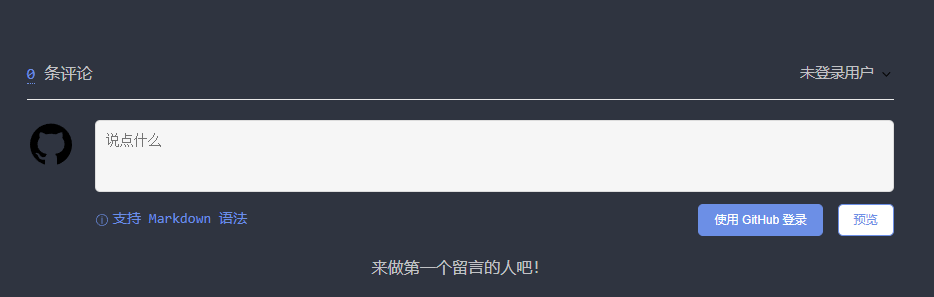 0 条评论
未登录用户
说点什么
支持 Markdown 语法
使用 GitHub 登录
预览
来做第一个留言的人吧！